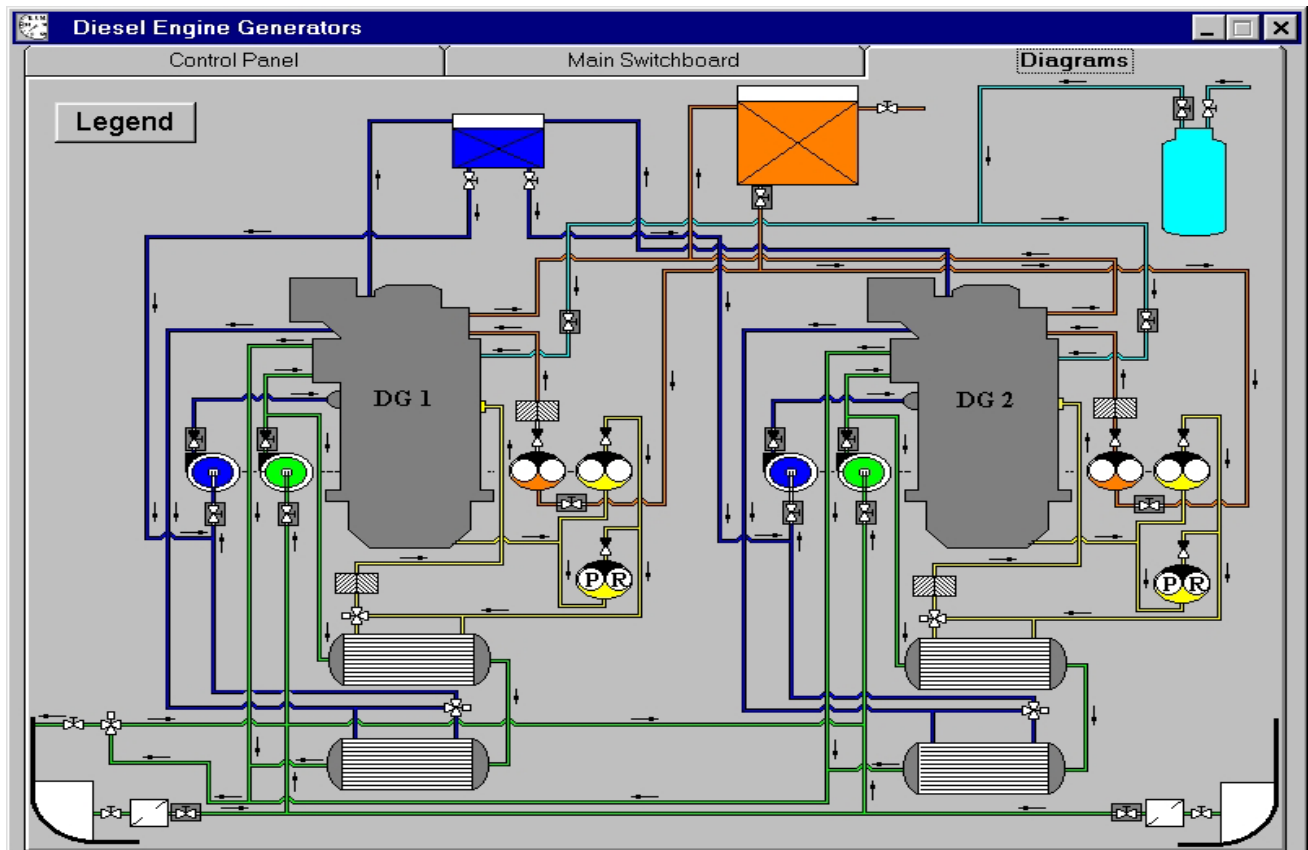 Diesel Engine Generators
Control Panel
Main Switchboard
Diagrams
Legend
DG 1
DG 2
P R
P R